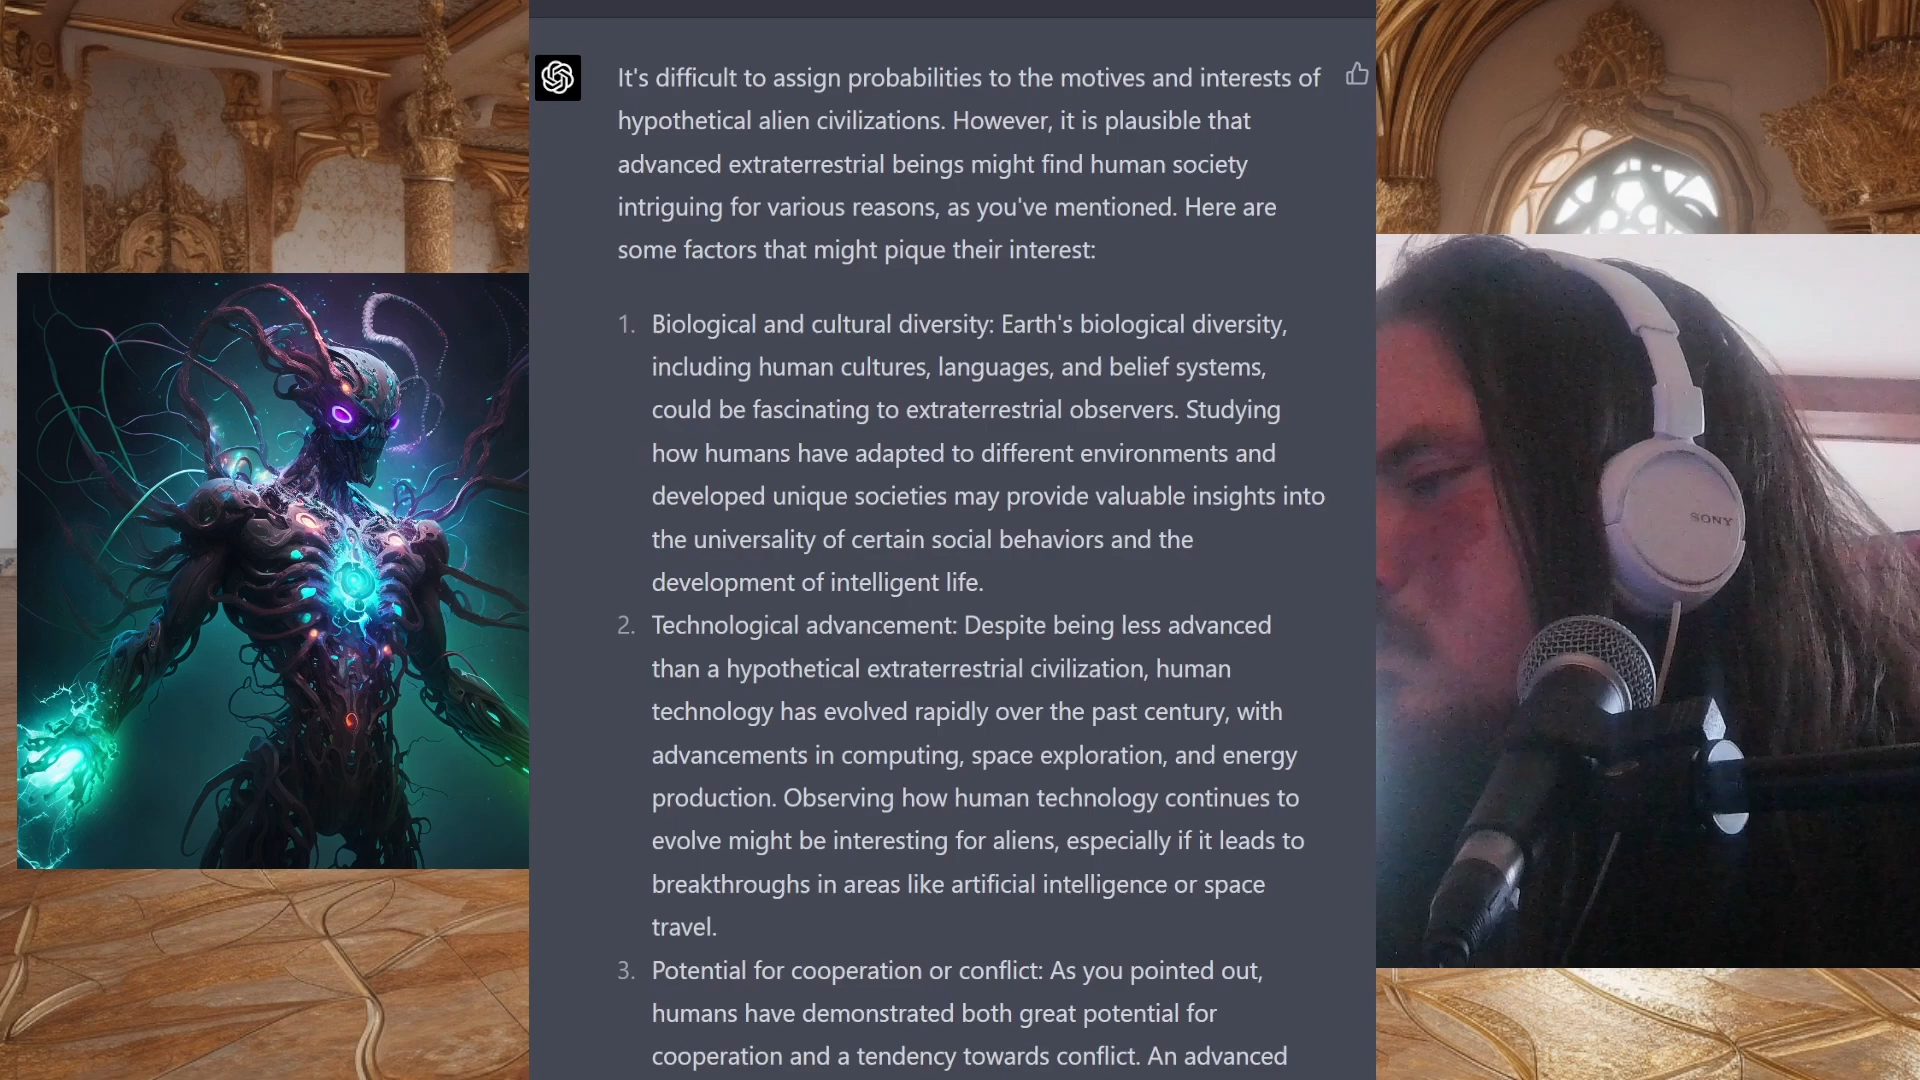 It's difficult to assign probabilities to the motives and interests of
hypothetical alien civilizations. However, it is plausible that
advanced extraterrestrial beings might find human society
intriguing for various reasons, as you've mentioned. Here are
some factors that might pique their interest:
1. Biological and cultural diversity: Earth's biological diversity,
including human cultures, languages, and belief systems,
could be fascinating to extraterrestrial observers. Studying
how humans have adapted to different environments and
developed unique societies may provide valuable insights into
the universality of certain social behaviors and the
development of intelligent life.
2. Technological advancement: Despite being less advanced
than a hypothetical extraterrestrial civilization, human
technology has evolved rapidly over the past century, with
advancements in computing, space exploration, and energy
production. Observing how human technology continues to
evolve might be interesting for aliens, especially if it leads to
breakthroughs in areas like artificial intelligence or space
travel.
3. Potential for cooperation or conflict: As you pointed out,
humans have demonstrated both great potential for
cooperation and a tendency towards conflict. An advanced
SONY